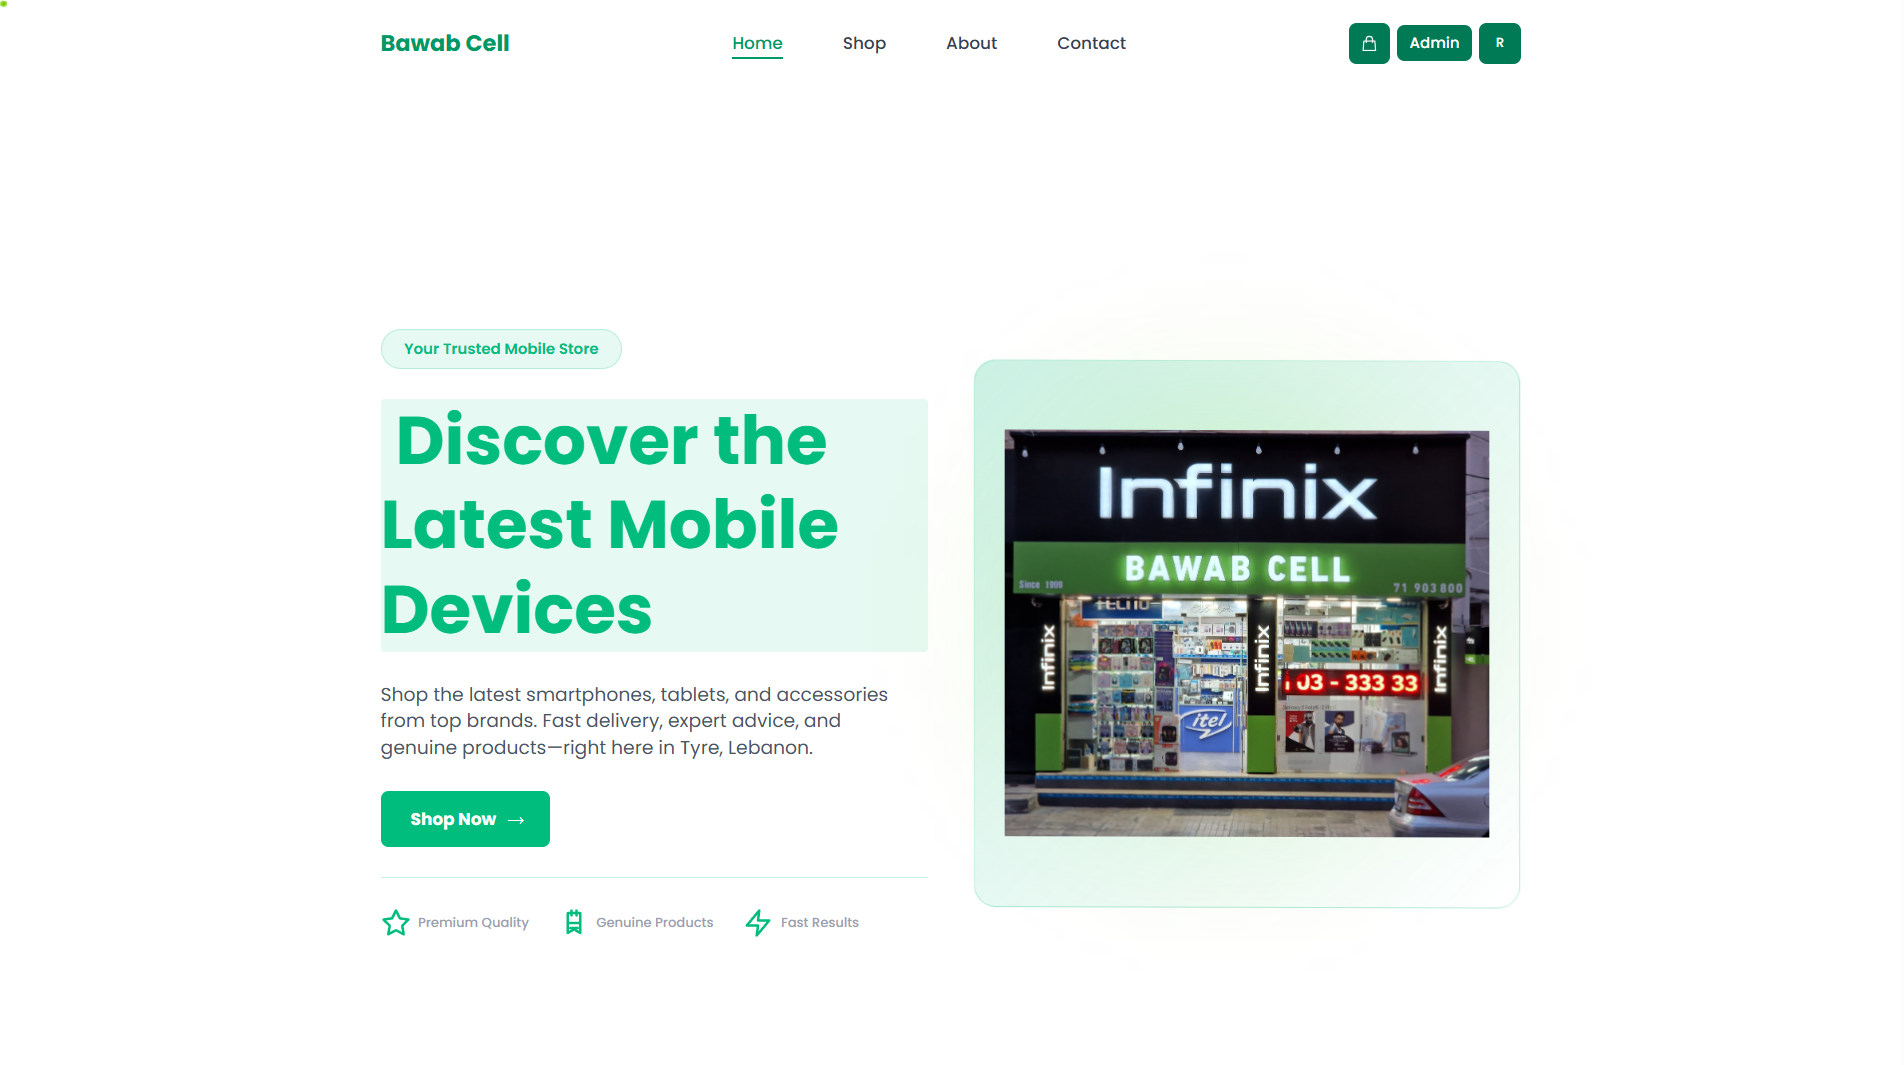 Bawab Cell
Home
Shop
About
Contact
Admin
R
Your Trusted Mobile Store
Discover the
Latest Mobile
Devices
Shop the latest smartphones, tablets, and accessories
from top brands. Fast delivery, expert advice, and
genuine products—right here in Tyre, Lebanon.
Shop Now →
Premium Quality
Genuine Products
Fast Results
Infinix
BAWAB CELL
Since 1999
71 903 800
TECNO
Infinix
Infinix
Infinix
03 - 333 33
itel